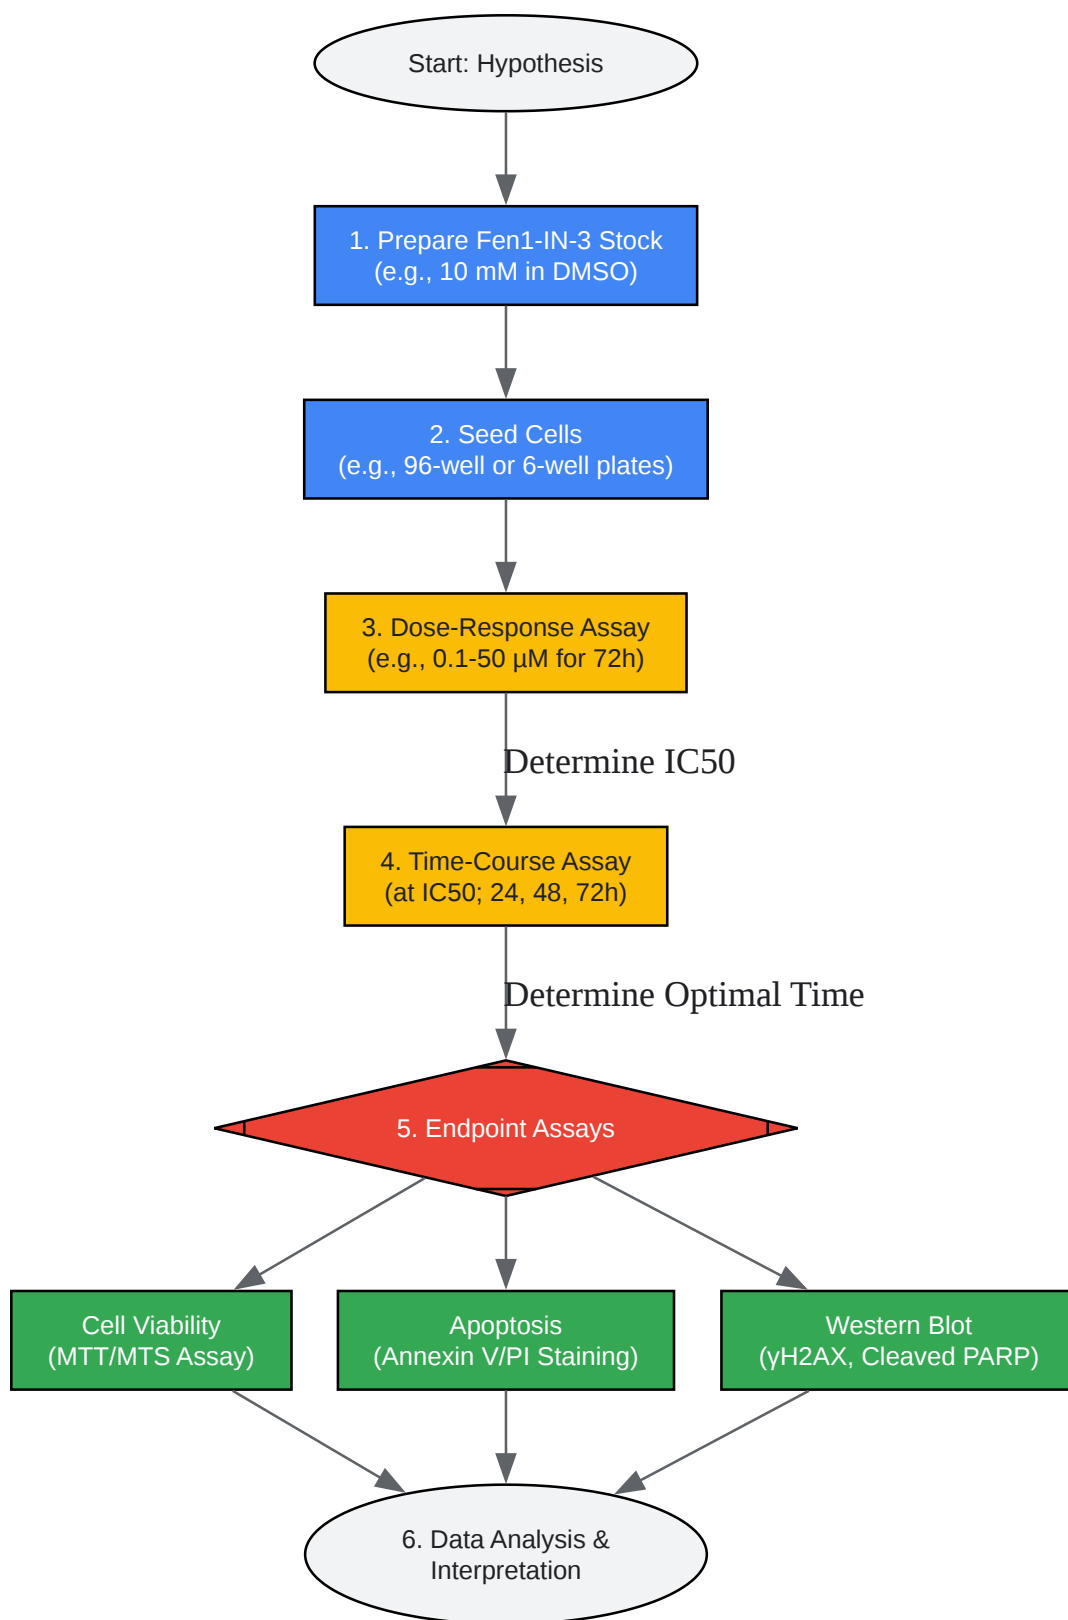 Start: Hypothesis
1. Prepare Fen1-IN-3 Stock
(e.g., 10 mM in DMSO)
2. Seed Cells
(e.g., 96-well or 6-well plates)
3. Dose-Response Assay
(e.g., 0.1-50 µM for 72h)
Determine IC50
4. Time-Course Assay
(at IC50; 24, 48, 72h)
Determine Optimal Time
5. Endpoint Assays
Cell Viability
(MTT/MTS Assay)
Apoptosis
(Annexin V/PI Staining)
Western Blot
(γH2AX, Cleaved PARP)
6. Data Analysis &
Interpretation